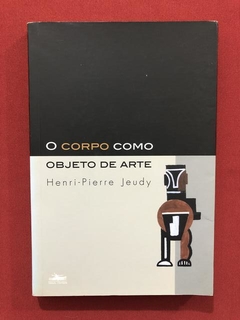 O CORPO COMO
OBJETO DE ARTE
Henri-Pierre Jeudy